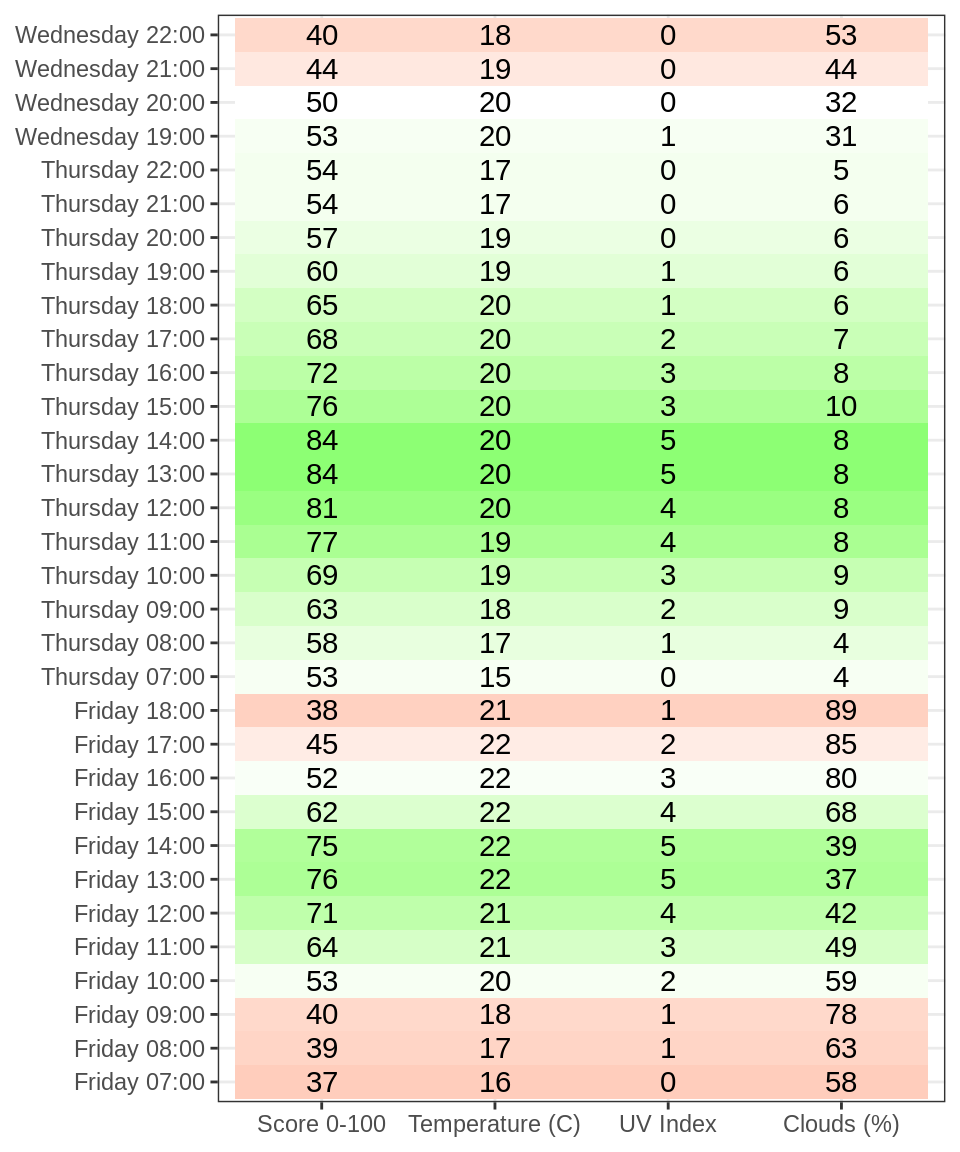 Wednesday 22:00 40 18 0 53
Wednesday 21:00 44 19 0 44
Wednesday 20:00 50 20 0 32
Wednesday 19:00 53 20 1 31
Thursday 22:00 54 17 0 5
Thursday 21:00 54 17 0 6
Thursday 20:00 57 19 0 6
Thursday 19:00 60 19 1 6
Thursday 18:00 65 20 1 6
Thursday 17:00 68 20 2 7
Thursday 16:00 72 20 3 8
Thursday 15:00 76 20 3 10
Thursday 14:00 84 20 5 8
Thursday 13:00 84 20 5 8
Thursday 12:00 81 20 4 8
Thursday 11:00 77 19 4 8
Thursday 10:00 69 19 3 9
Thursday 09:00 63 18 2 9
Thursday 08:00 58 17 1 4
Thursday 07:00 53 15 0 4
Friday 18:00 38 21 1 89
Friday 17:00 45 22 2 85
Friday 16:00 52 22 3 80
Friday 15:00 62 22 4 68
Friday 14:00 75 22 5 39
Friday 13:00 76 22 5 37
Friday 12:00 71 21 4 42
Friday 11:00 64 21 3 49
Friday 10:00 53 20 2 59
Friday 09:00 40 18 1 78
Friday 08:00 39 17 1 63
Friday 07:00 37 16 0 58
Score 0-100 Temperature (C) UV Index Clouds (%)